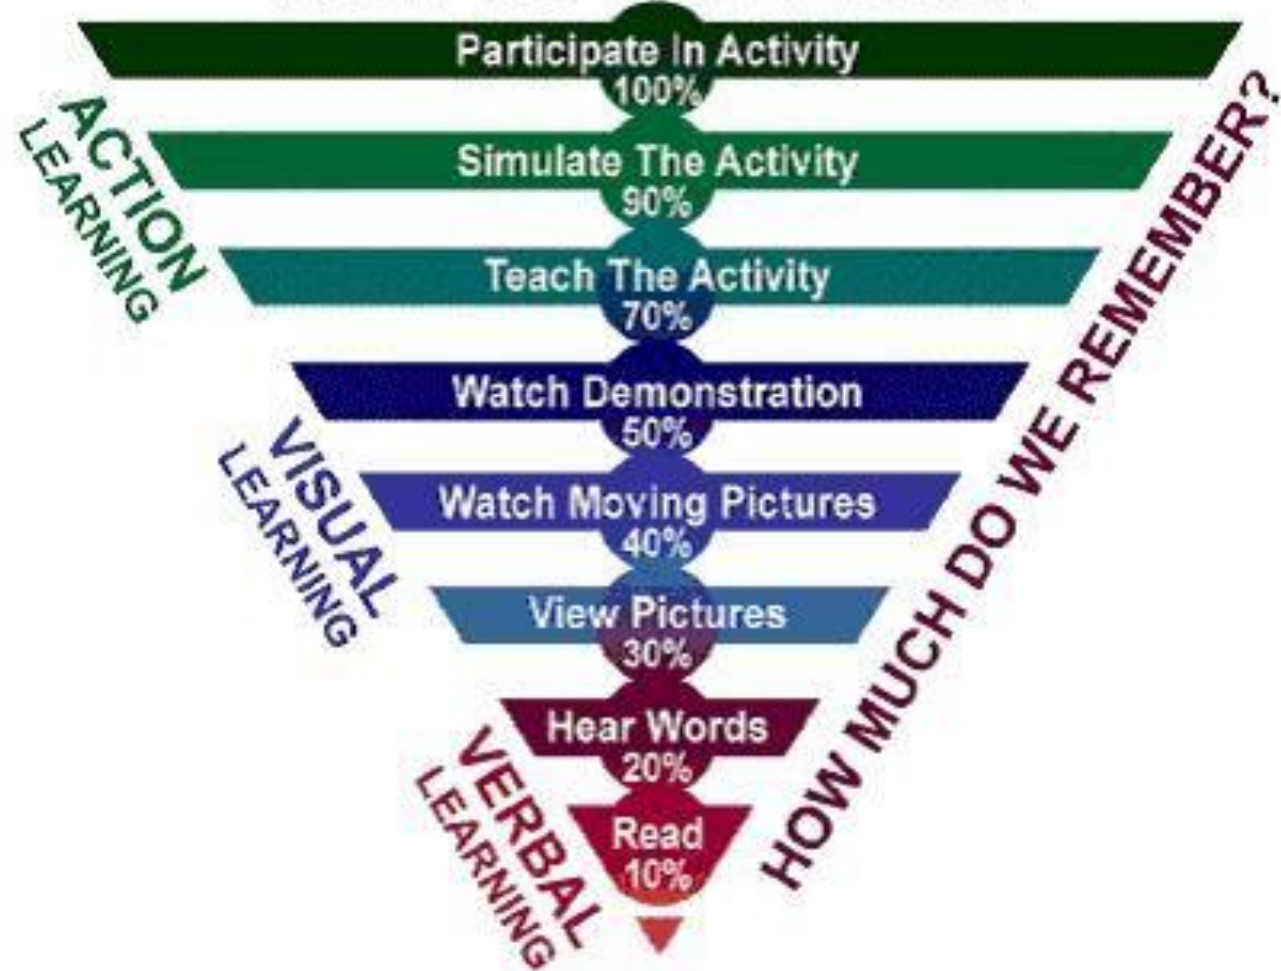 Participate In Activity
100%
Simulate The Activity
90%
Teach The Activity
70%
Watch Demonstration
50%
Watch Moving Pictures
40%
View Pictures
30%
Hear Words
20%
Read
10%
ACTION
LEARNING
VISUAL
LEARNING
VERBAL
LEARNING
HOW MUCH DO WE REMEMBER?